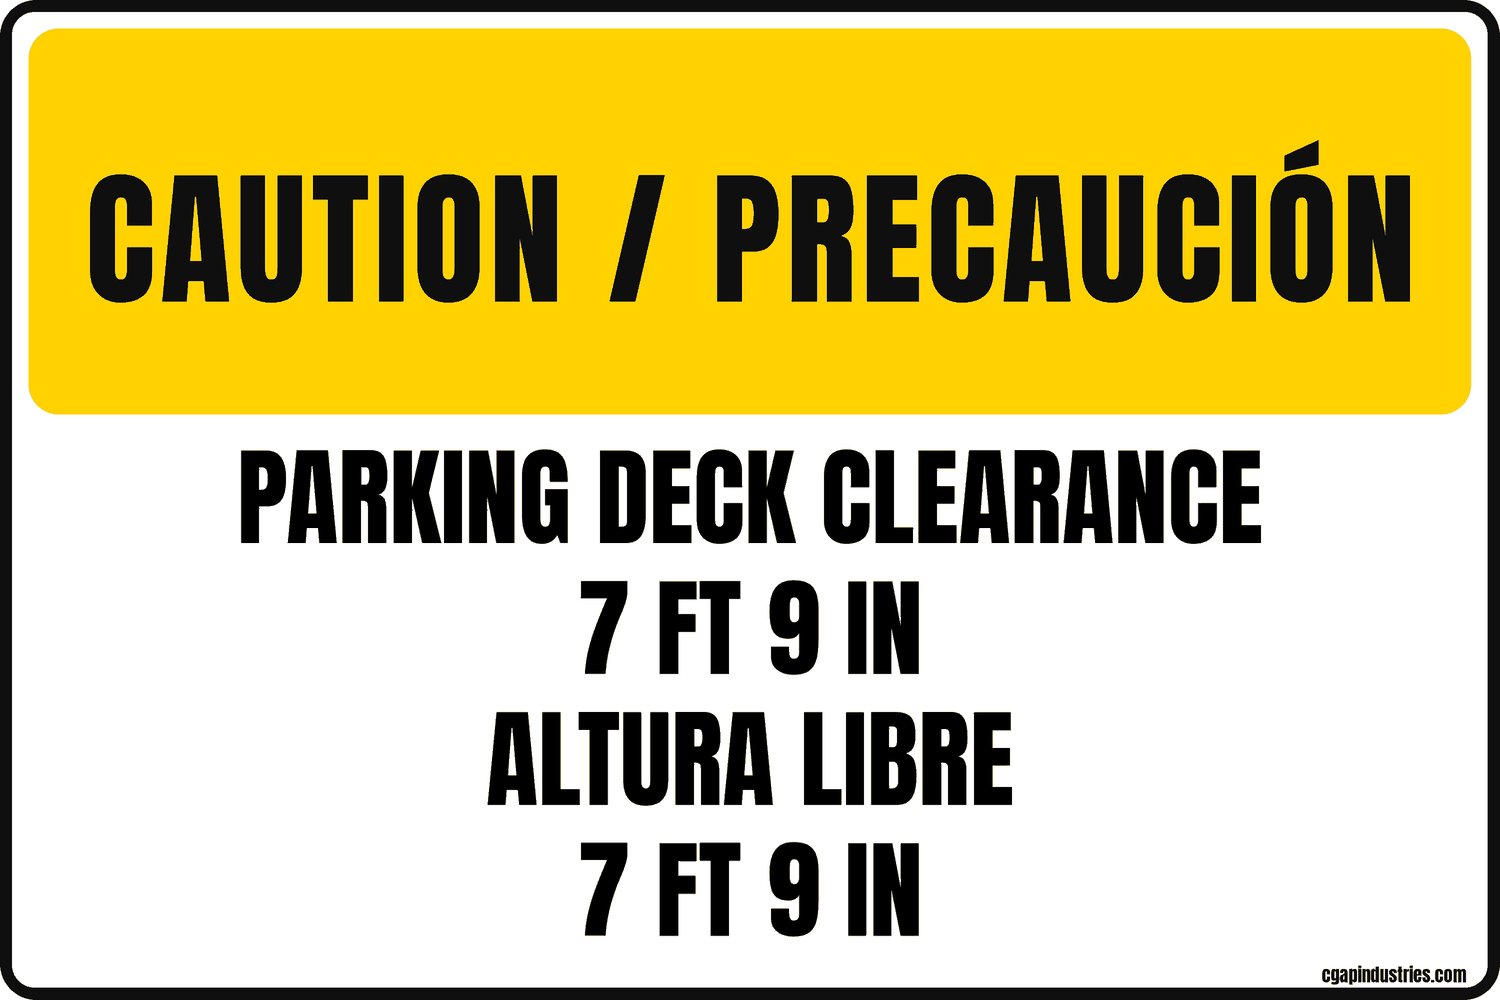 CAUTION / PRECAUCIÓN
PARKING DECK CLEARANCE
7 FT 9 IN
ALTURA LIBRE
7 FT 9 IN
cgapindustries.com